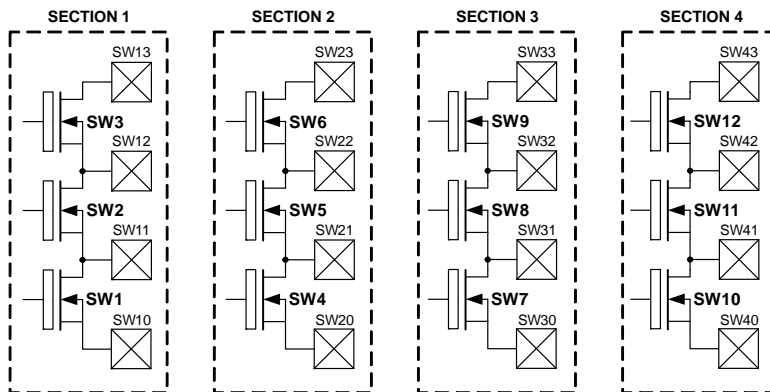 SECTION 1
SECTION 2
SECTION 3
SECTION 4
SW13
SW23
SW33
SW43
SW3
SW6
SW9
SW12
SW12
SW22
SW32
SW42
SW2
SW5
SW8
SW11
SW11
SW21
SW31
SW41
SW1
SW4
SW7
SW10
SW10
SW20
SW30
SW40